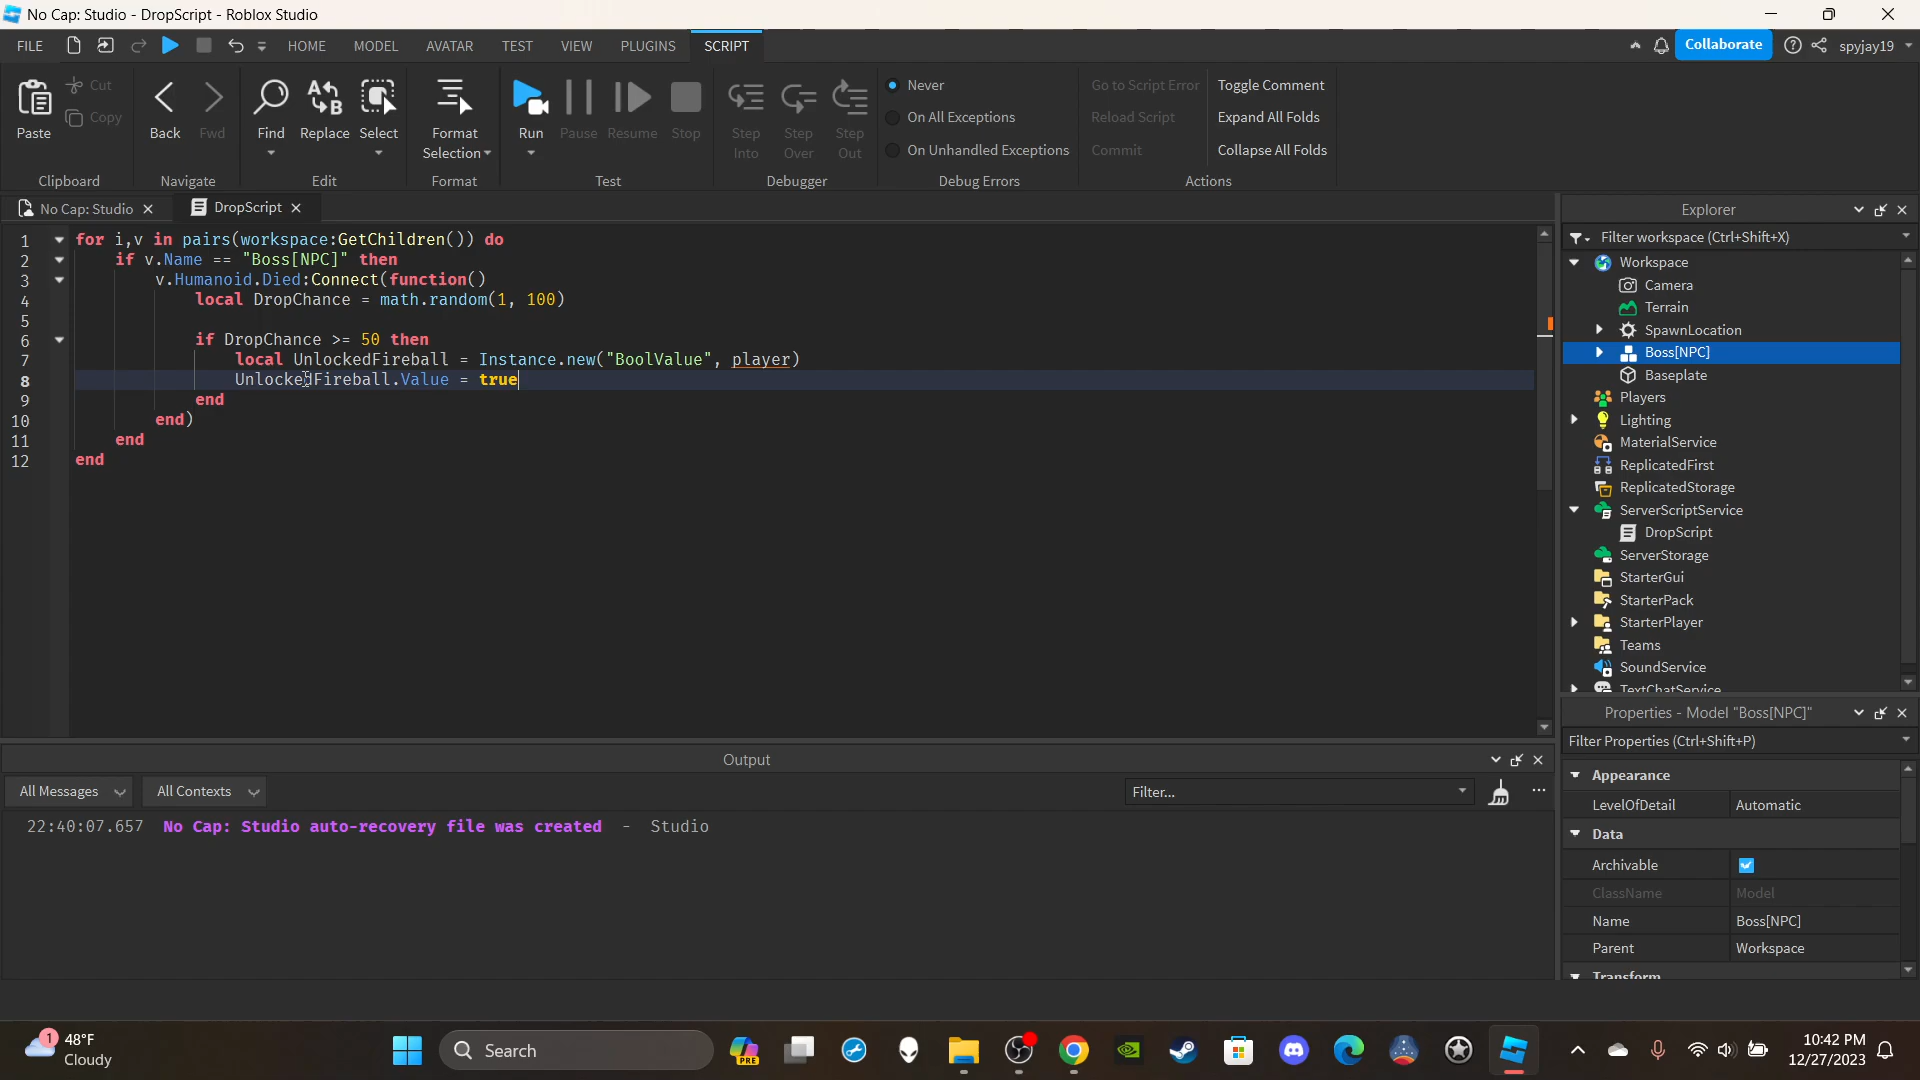 No Cap: Studio - DropScript - Roblox Studio
FILE HOME MODEL AVATAR TEST VIEW PLUGINS SCRIPT Collaborate spyjay19
Paste Cut Copy
Back Fwd
Find Replace Select
Format Selection
Run Pause Resume Stop
Step Into Step Over Step Out
Never
On All Exceptions
On Unhandled Exceptions
Go to Script Error
Reload Script
Commit
Toggle Comment
Expand All Folds
Collapse All Folds
Clipboard Navigate Edit Format Test Debugger Debug Errors Actions
No Cap: Studio DropScript
1 for i,v in pairs(workspace:GetChildren()) do
2 if v.Name == "Boss[NPC]" then
3 v.Humanoid.Died:Connect(function()
4 local DropChance = math.random(1, 100)
5
6 if DropChance >= 50 then
7 local UnlockedFireball = Instance.new("BoolValue", player)
8 UnlockedFireball.Value = true
9 end
10 end)
11 end
12 end
Explorer
Filter workspace (Ctrl+Shift+X)
Workspace
Camera
Terrain
SpawnLocation
Boss[NPC]
Baseplate
Players
Lighting
MaterialService
ReplicatedFirst
ReplicatedStorage
ServerScriptService
DropScript
ServerStorage
StarterGui
StarterPack
StarterPlayer
Teams
SoundService
TextChatService
Properties - Model "Boss[NPC]"
Filter Properties (Ctrl+Shift+P)
Appearance
LevelOfDetail Automatic
Data
Archivable
ClassName Model
Name Boss[NPC]
Parent Workspace
Transform
Output
All Messages All Contexts Filter...
22:40:07.657 No Cap: Studio auto-recovery file was created - Studio
1 48°F
Cloudy
Search
PRE
10:42 PM
12/27/2023